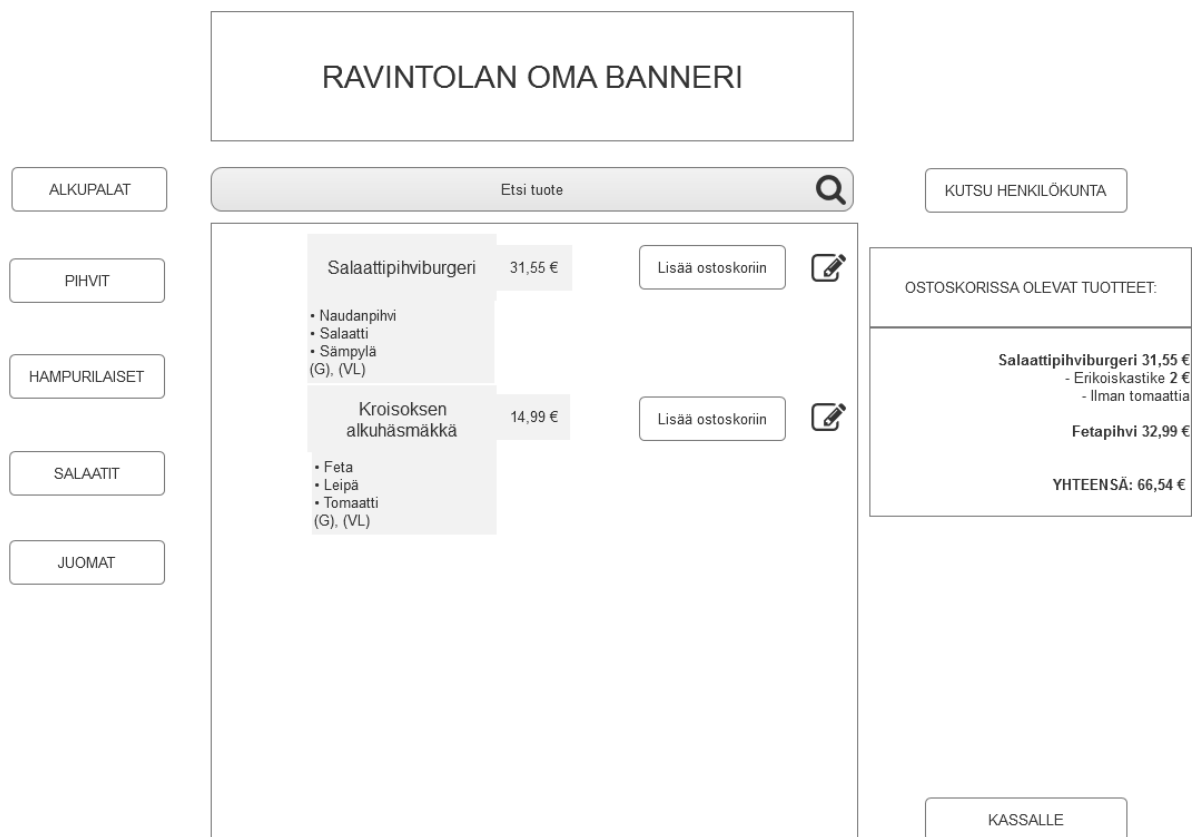 RAVINTOLAN OMA BANNERI
ALKUPALAT
PIHVIT
HAMPURILAISET
SALAATIT
JUOMAT
Etsi tuote
Salaattipihviburgeri 31,55 € Lisää ostoskoriin
• Naudanpihvi
• Salaatti
• Sämpylä
(G), (VL)
Kroisoksen
alkuhäsmäkkä
14,99 € Lisää ostoskoriin
• Feta
• Leipä
• Tomaatti
(G), (VL)
KUTSU HENKILÖKUNTA
OSTOSKORISSA OLEVAT TUOTTEET:
Salaattipihviburgeri 31,55 €
- Erikoiskastike 2 €
- Ilman tomaattia
Fetapihvi 32,99 €
YHTEENSÄ: 66,54 €
KASSALLE